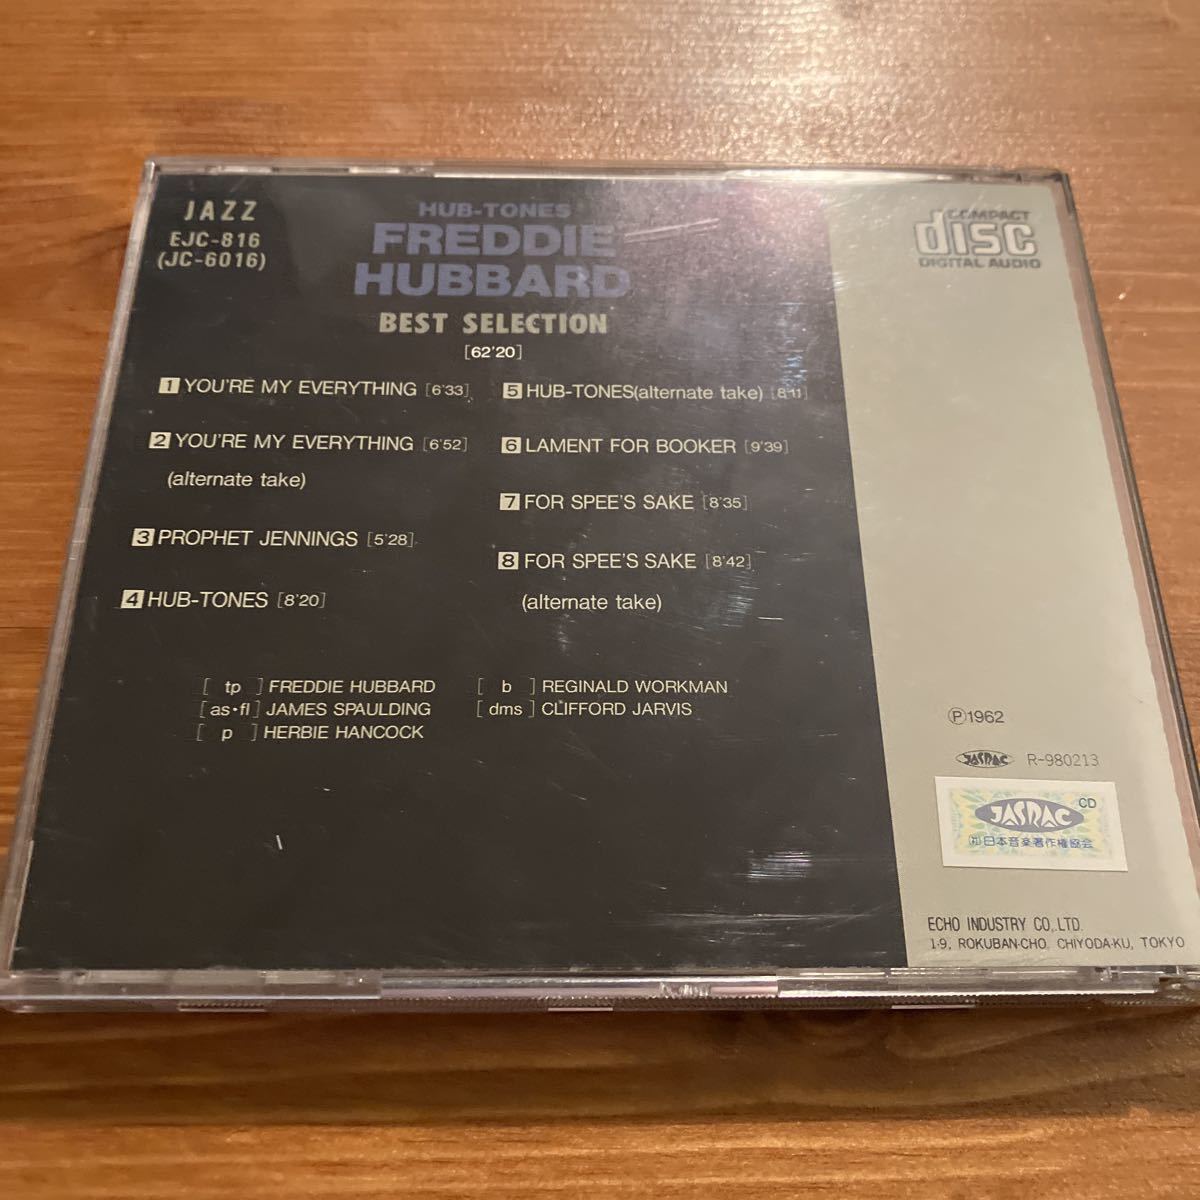 JAZZ
EJC-816
(JC-6016)
HUB-TONES
FREDDIE
HUBBARD
BEST SELECTION
[62'20]
COMPACT
disc
DIGITAL AUDIO
1 YOU'RE MY EVERYTHING [6'33]
2 YOU'RE MY EVERYTHING [6'52]
(alternate take)
3 PROPHET JENNINGS [5'28]
4 HUB-TONES [8'20]
5 HUB-TONES(alternate take) [8'11]
6 LAMENT FOR BOOKER [9'39]
7 FOR SPEE'S SAKE [8'35]
8 FOR SPEE'S SAKE [8'42]
(alternate take)
[ tp ] FREDDIE HUBBARD
[as・fl] JAMES SPAULDING
[ p ] HERBIE HANCOCK
[ b ] REGINALD WORKMAN
[ dms ] CLIFFORD JARVIS
Ⓟ1962
JASRAC R-980213
JASRAC CD
(社)日本音楽著作権協会
ECHO INDUSTRY CO,.LTD.
1-9, ROKUBAN-CHO, CHIYODA-KU, TOKYO